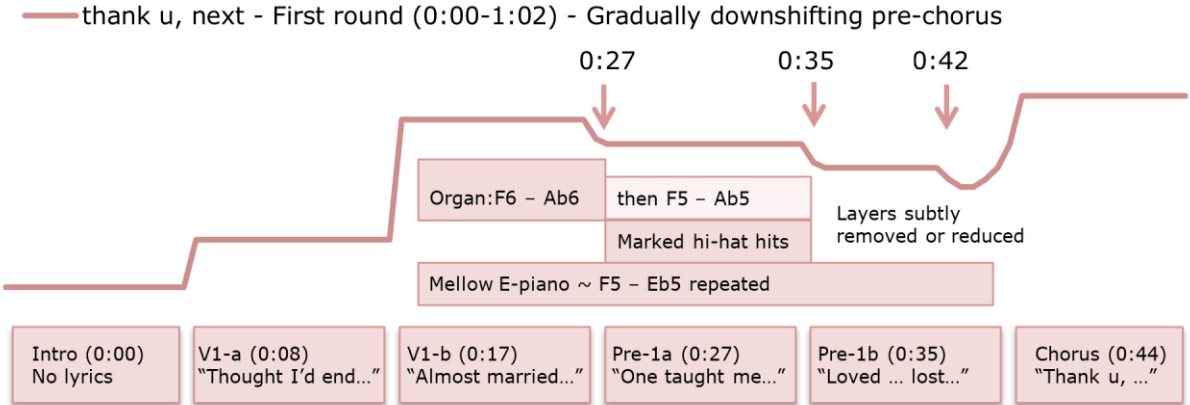 thank u, next - First round (0:00-1:02) - Gradually downshifting pre-chorus
0:27
0:35
0:42
Organ:F6 – Ab6
then F5 – Ab5
Marked hi-hat hits
Layers subtly
removed or reduced
Mellow E-piano ~ F5 – Eb5 repeated
Intro (0:00)
No lyrics
V1-a (0:08)
“Thought I’d end…”
V1-b (0:17)
“Almost married…”
Pre-1a (0:27)
“One taught me…”
Pre-1b (0:35)
“Loved … lost…”
Chorus (0:44)
“Thank u, …”